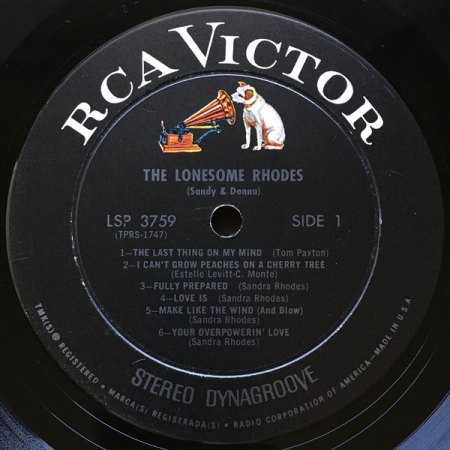 RCA VICTOR
THE LONESOME RHODES
(Sandy & Donna)
LSP 3759
(TPRS-1747)
SIDE 1
1—THE LAST THING ON MY MIND (Tom Paxton)
2—I CAN'T GROW PEACHES ON A CHERRY TREE
(Estelle Levitt-C. Monte)
3—FULLY PREPARED (Sandra Rhodes)
4—LOVE IS (Sandra Rhodes)
5—MAKE LIKE THE WIND (And Blow)
(Sandra Rhodes)
6—YOUR OVERPOWERIN' LOVE
(Sandra Rhodes)
STEREO DYNAGROOVE
TMK(S) ® REGISTERED • MARCA(S) REGISTRADA(S) • RADIO CORPORATION OF AMERICA—MADE IN U.S.A